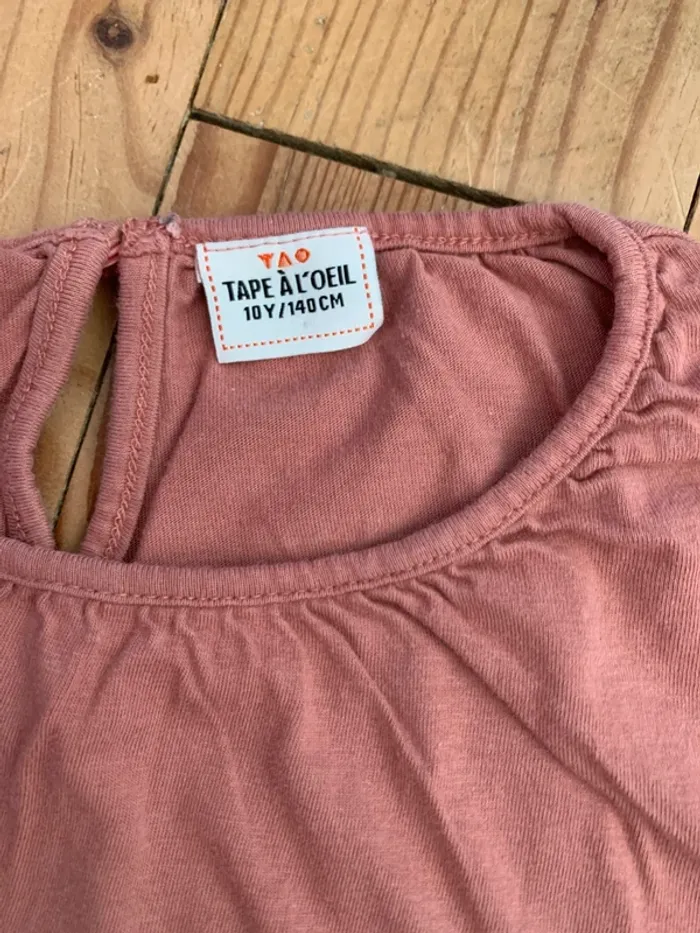 TAO
TAPE À L'OEIL
10Y/140CM